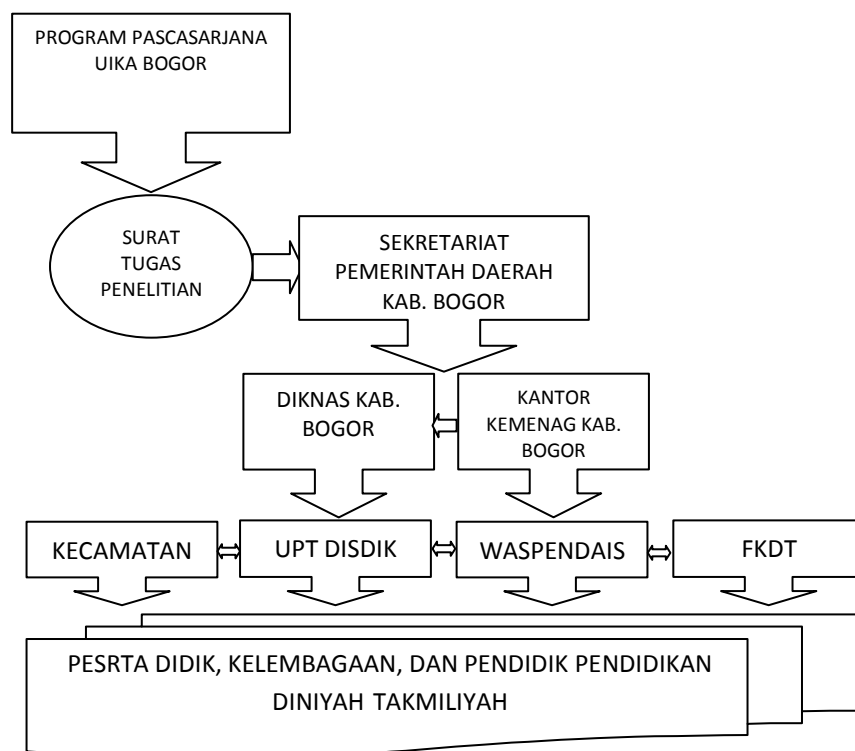 PROGRAM PASCASARJANA
UIKA BOGOR
SURAT
TUGAS
PENELITIAN
SEKRETARIAT
PEMERINTAH DAERAH
KAB. BOGOR
DIKNAS KAB.
BOGOR
KANTOR
KEMENAG KAB.
BOGOR
KECAMATAN
UPT DISDIK
WASPENDAIS
FKDT
PESRTA DIDIK, KELEMBAGAAN, DAN PENDIDIK PENDIDIKAN
DINIYAH TAKMILIYAH